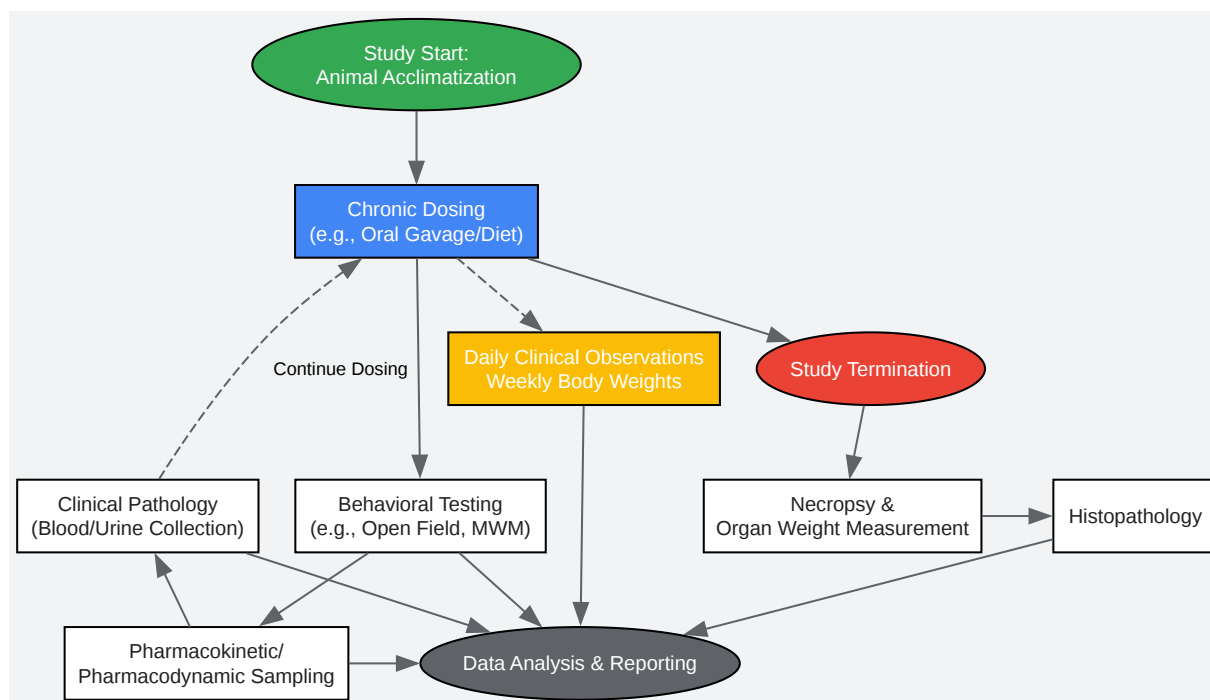 Study Start:
Animal Acclimatization
Chronic Dosing
(e.g., Oral Gavage/Diet)
Continue Dosing
Daily Clinical Observations
Weekly Body Weights
Study Termination
Clinical Pathology
(Blood/Urine Collection)
Behavioral Testing
(e.g., Open Field, MWM)
Necropsy &
Organ Weight Measurement
Histopathology
Pharmacokinetic/
Pharmacodynamic Sampling
Data Analysis & Reporting